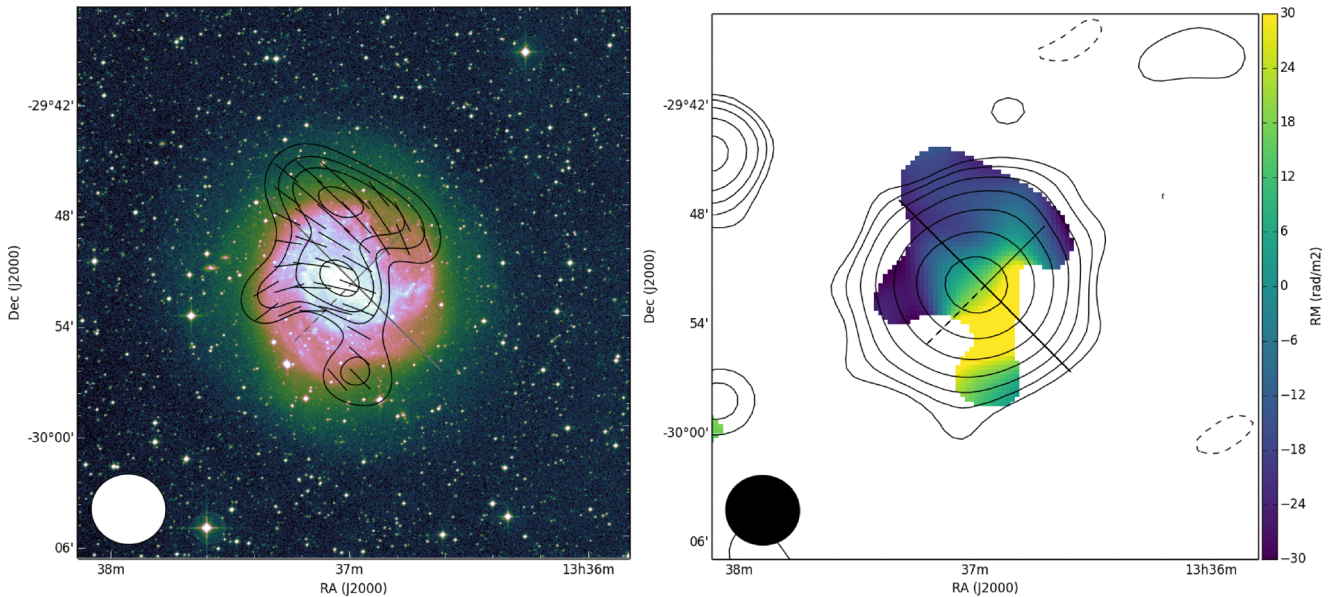 -29°42'
48'
54'
-30°00'
06'
Dec (J2000)
38m
37m
13h36m
RA (J2000)
-29°42'
48'
54'
-30°00'
06'
Dec (J2000)
38m
37m
13h36m
RA (J2000)
30
24
18
12
6
0
−6
−12
−18
−24
−30
RM (rad/m2)